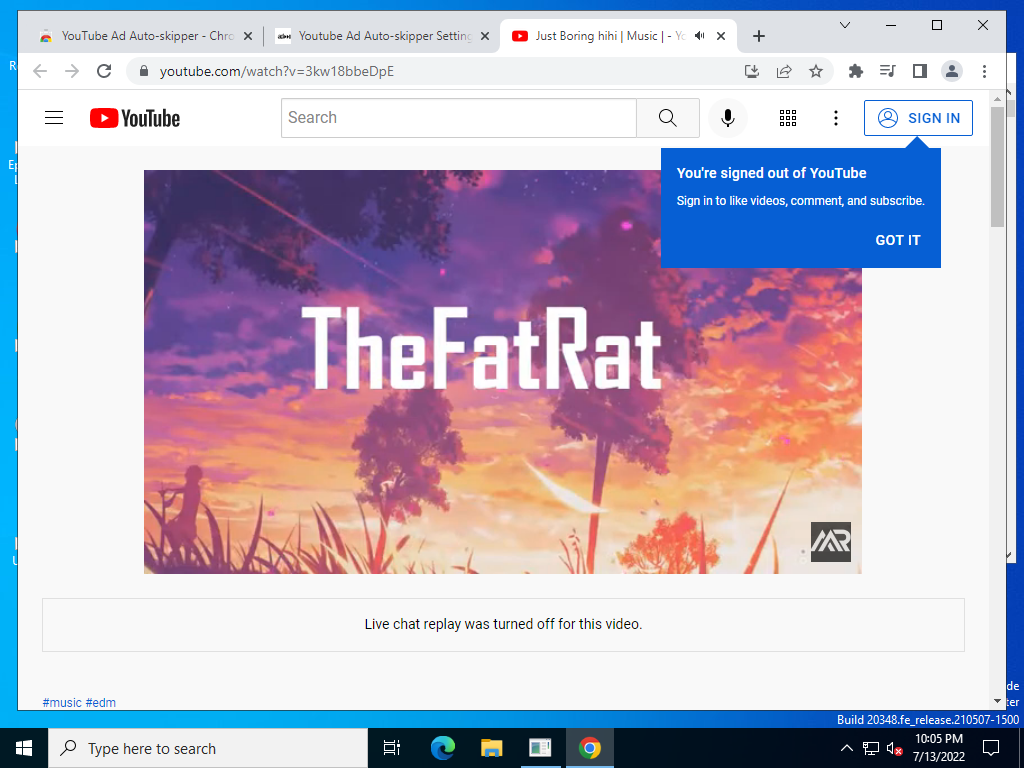 YouTube Ad Auto-skipper - Chro
Youtube Ad Auto-skipper Setting
Just Boring hihi | Music | - Yo
youtube.com/watch?v=3kw18bbeDpE
YouTube
Search
SIGN IN
You're signed out of YouTube
Sign in to like videos, comment, and subscribe.
GOT IT
TheFatRat
MR
Live chat replay was turned off for this video.
#music #edm
Build 20348.fe_release.210507-1500
Type here to search
10:05 PM
7/13/2022